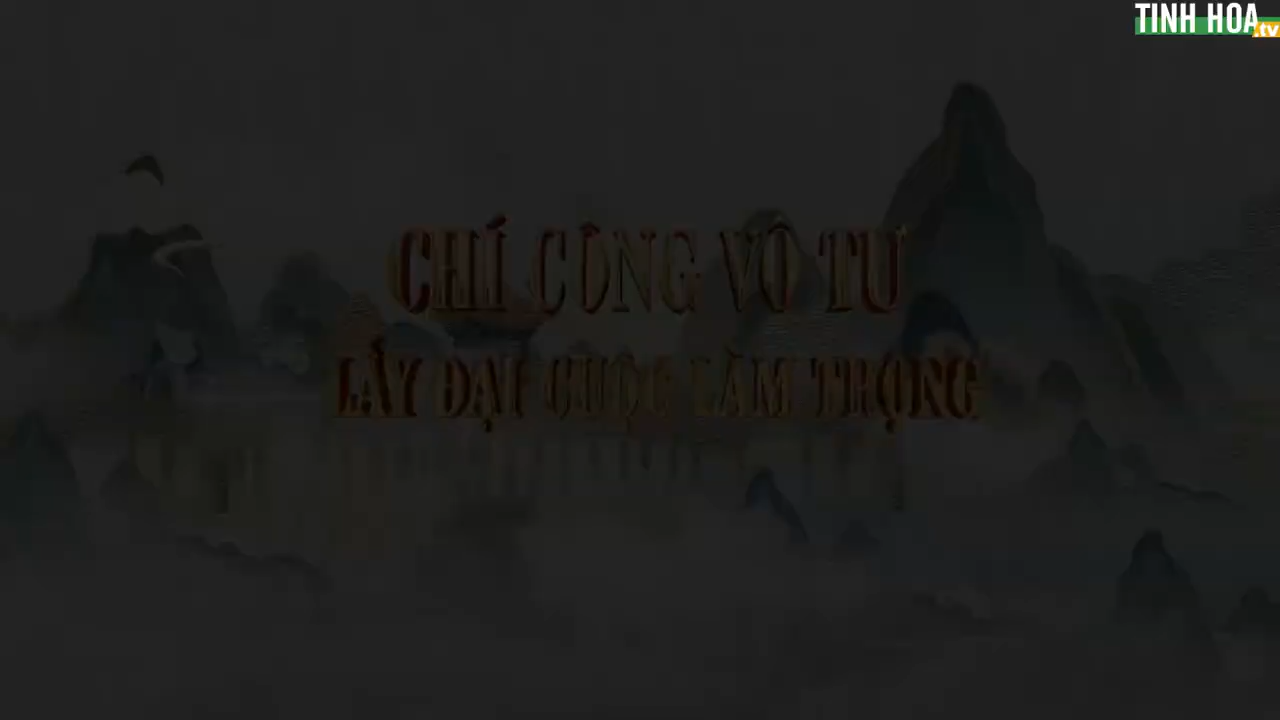 TINH HOA
.tv
CHÍ CÔNG VÔ TƯ
LẤY ĐẠI CUỘC LÀM TRỌNG